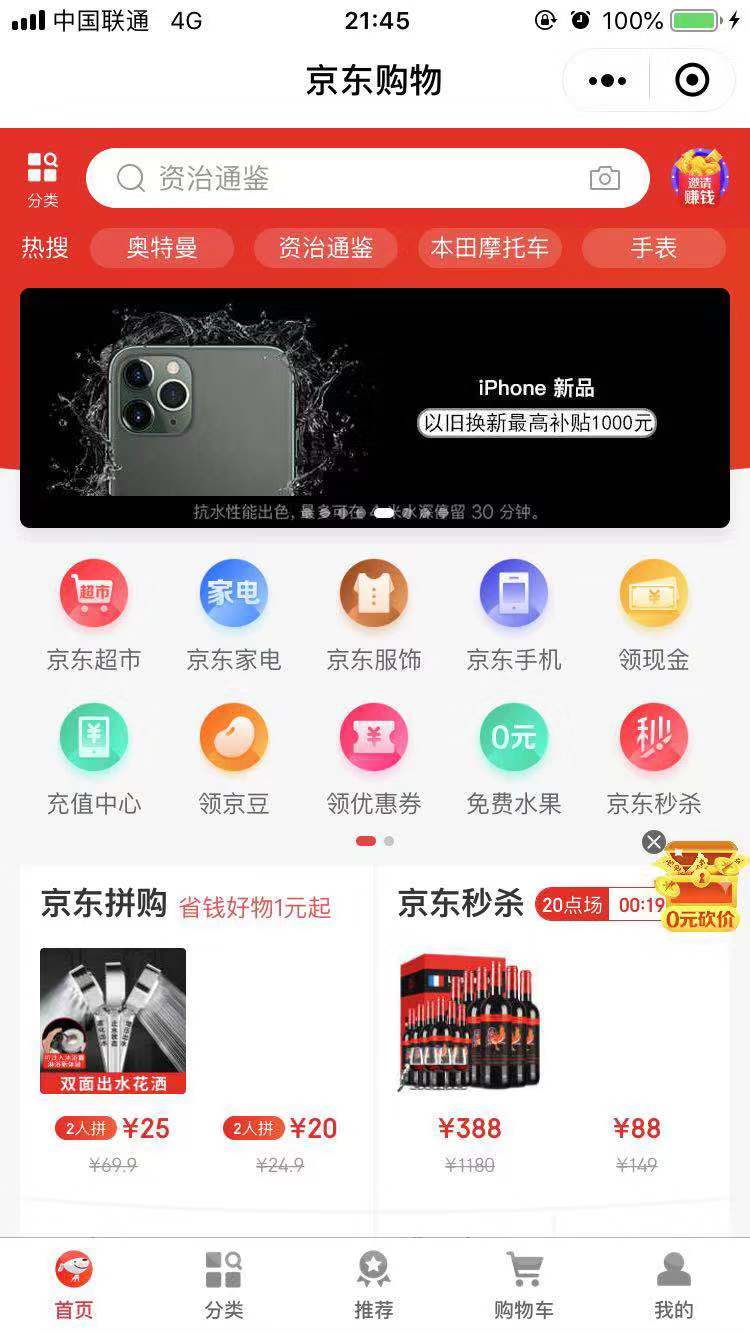 中国联通 4G 21:45 100%
京东购物
分类
资治通鉴
邀请
赚钱
热搜 奥特曼 资治通鉴 本田摩托车 手表
iPhone 新品
以旧换新最高补贴1000元
抗水性能出色, 最多可在 4 米水深停留 30 分钟。
超市 家电 ¥
京东超市 京东家电 京东服饰 京东手机 领现金
¥ ¥ 0元 秒
充值中心 领京豆 领优惠券 免费水果 京东秒杀
京东拼购 省钱好物1元起
京东秒杀 20点场 00:19
0元砍价
双面出水花洒
2人拼 ¥25 2人拼 ¥20 ¥388 ¥88
¥69.9 ¥24.9 ¥1180 ¥149
首页 分类 推荐 购物车 我的